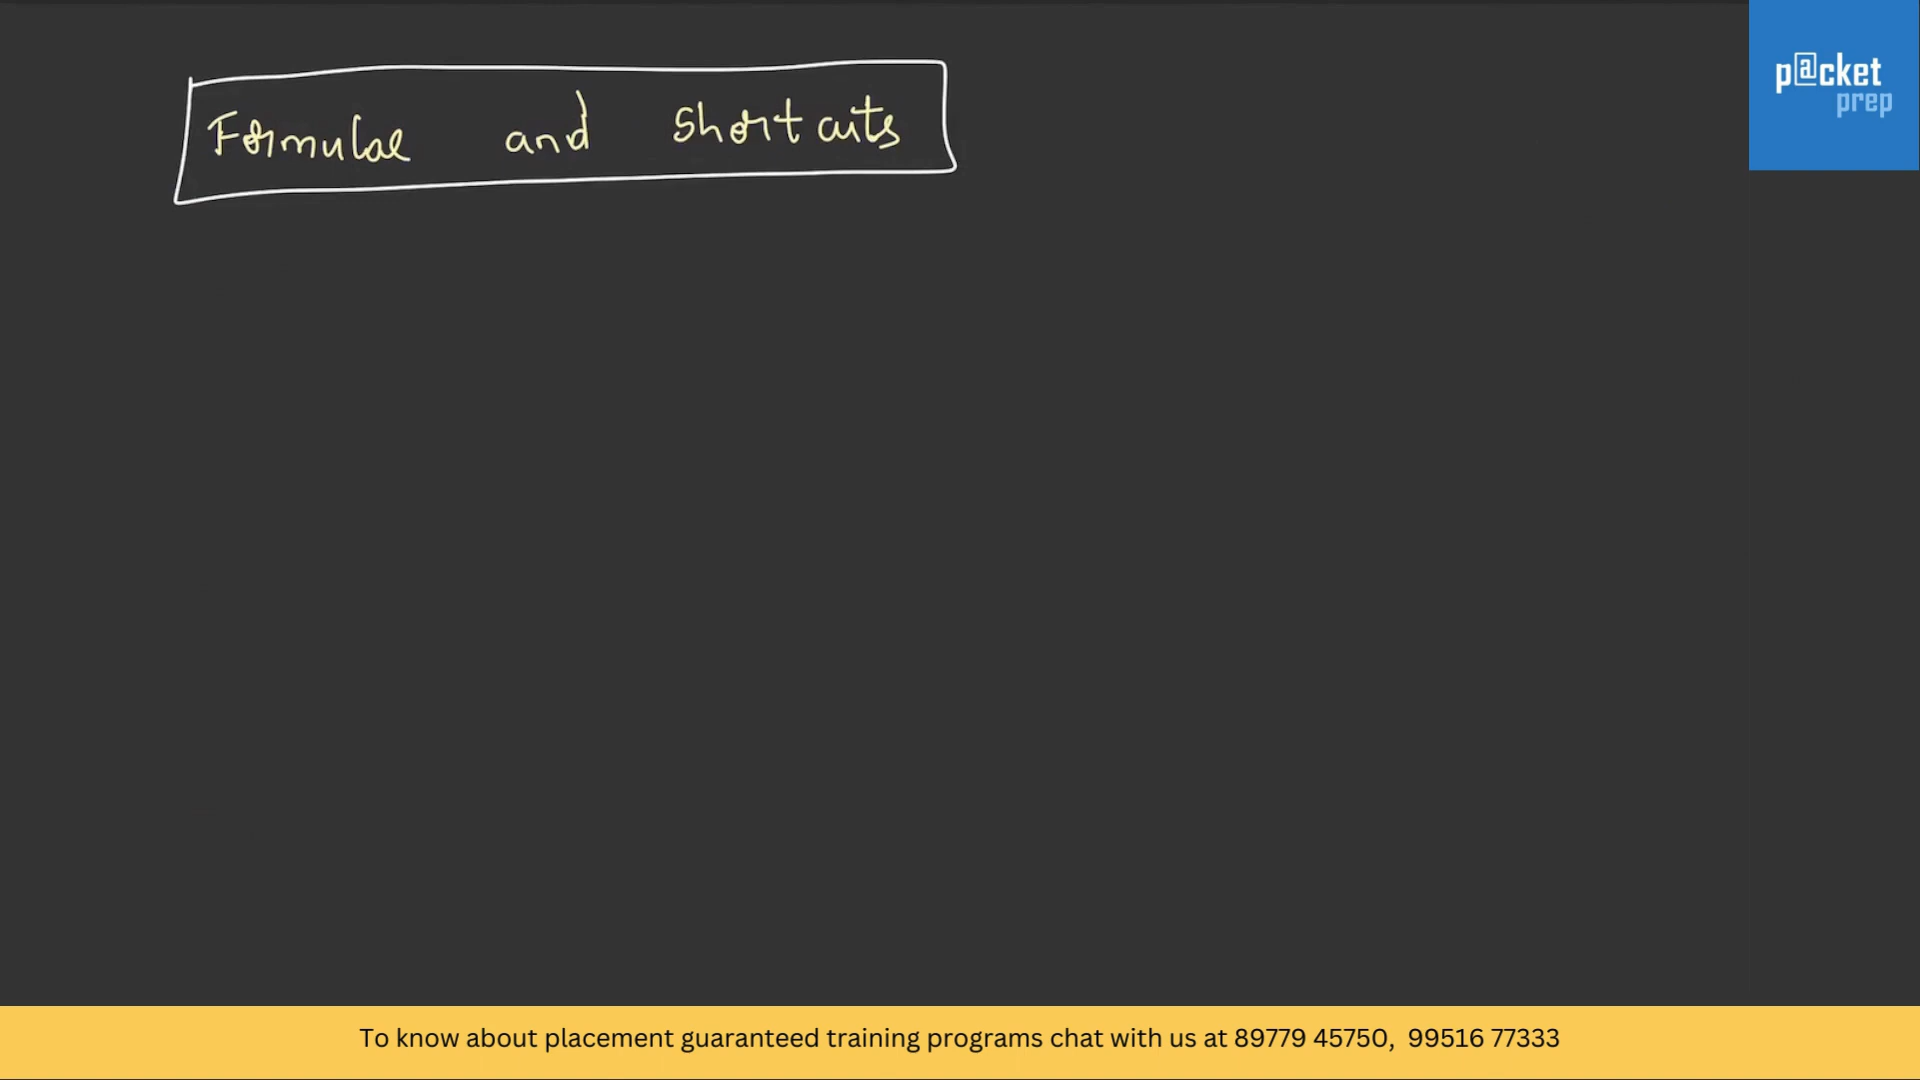 Formulae and Shortcuts
p@cket
prep
To know about placement guaranteed training programs chat with us at 89779 45750, 99516 77333